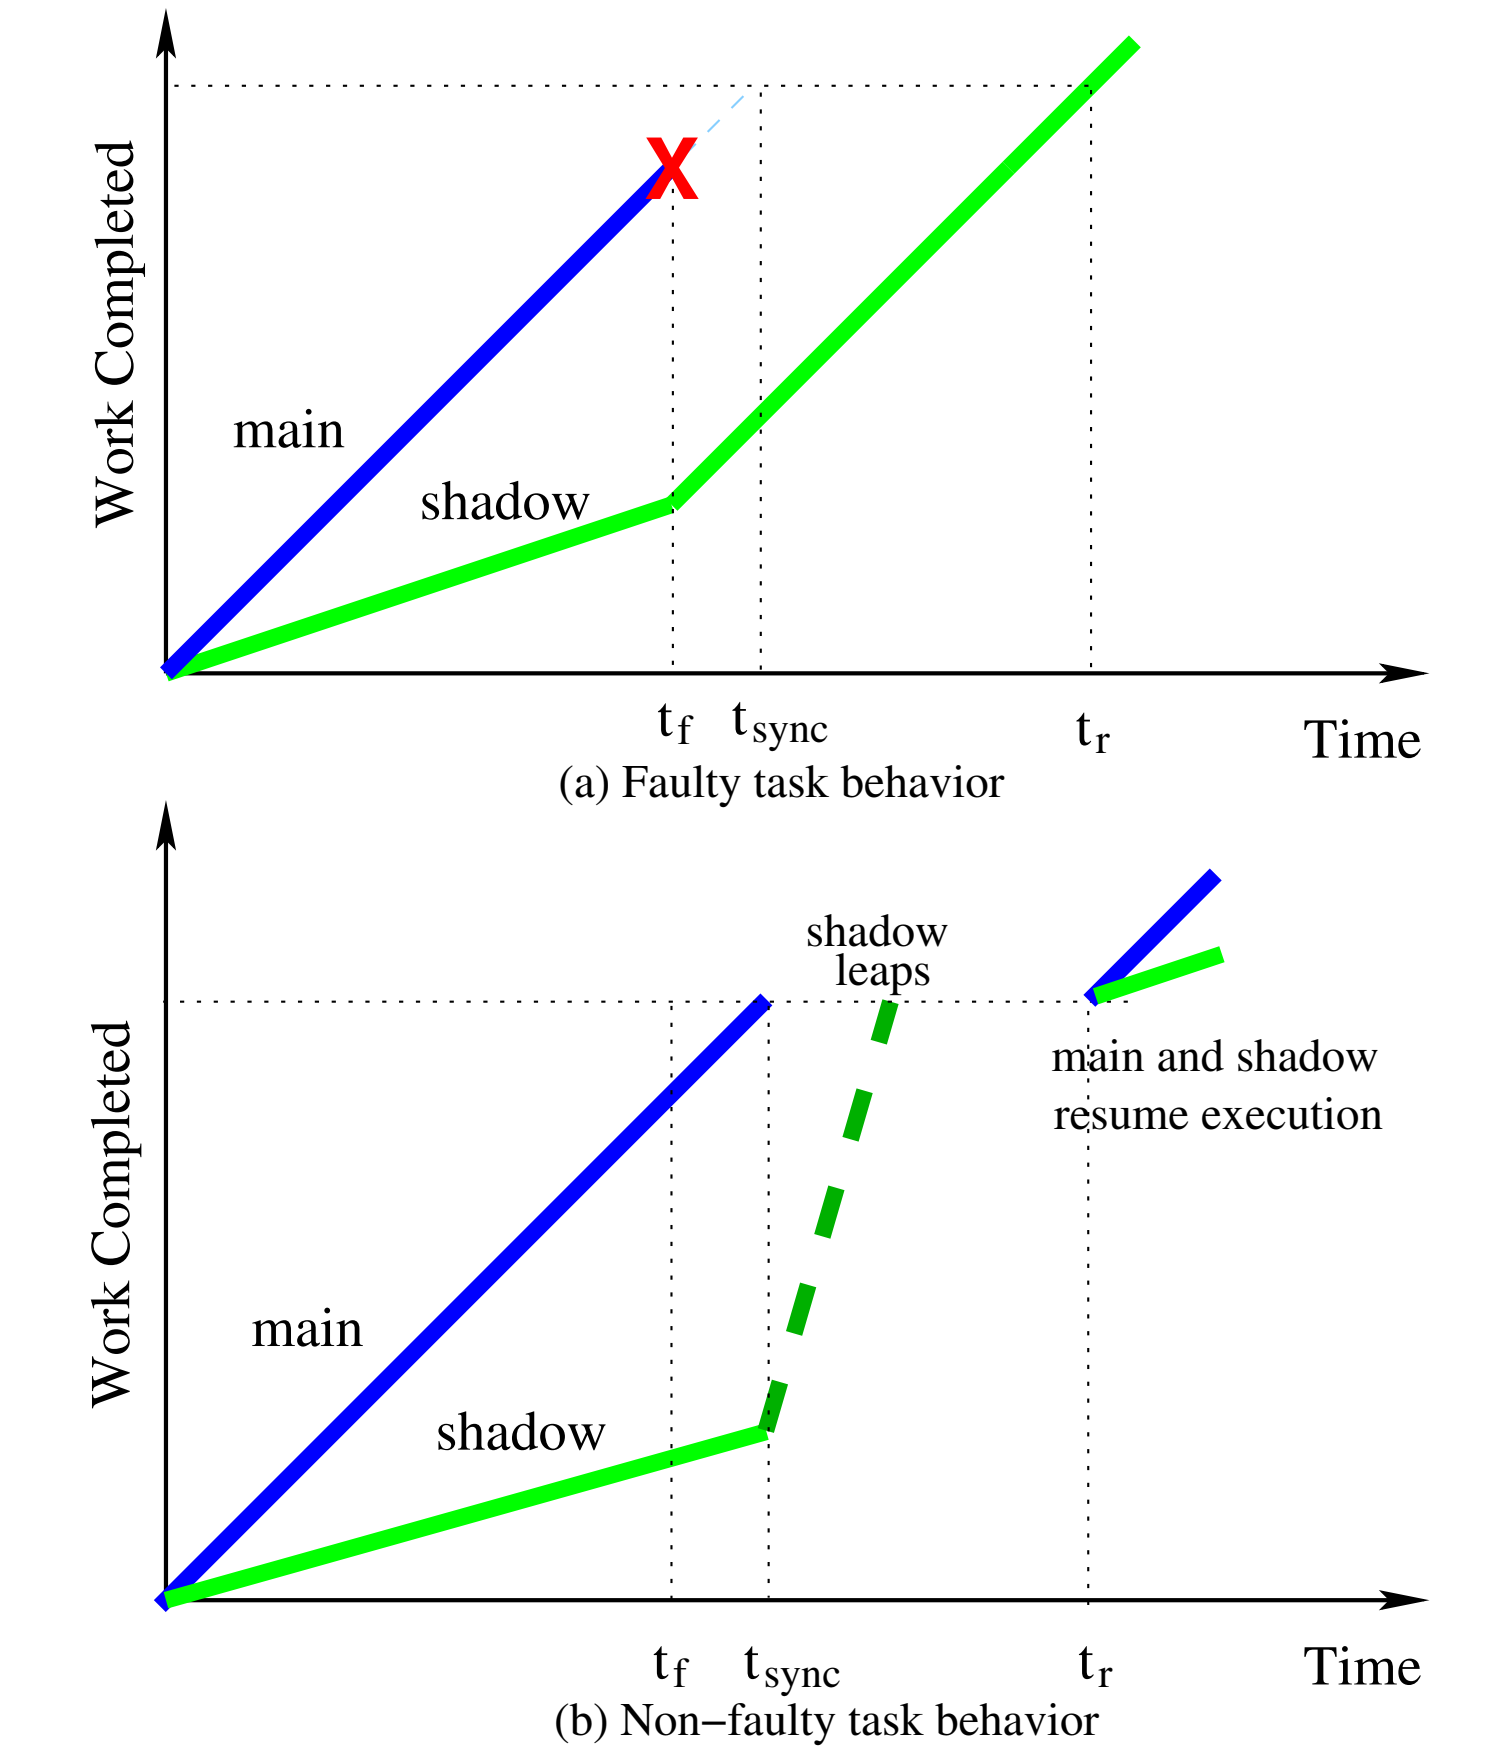 Work Completed
X
main
shadow
t_f t_sync t_r Time
(a) Faulty task behavior
Work Completed
shadow
leaps
main and shadow
resume execution
main
shadow
t_f t_sync t_r Time
(b) Non−faulty task behavior